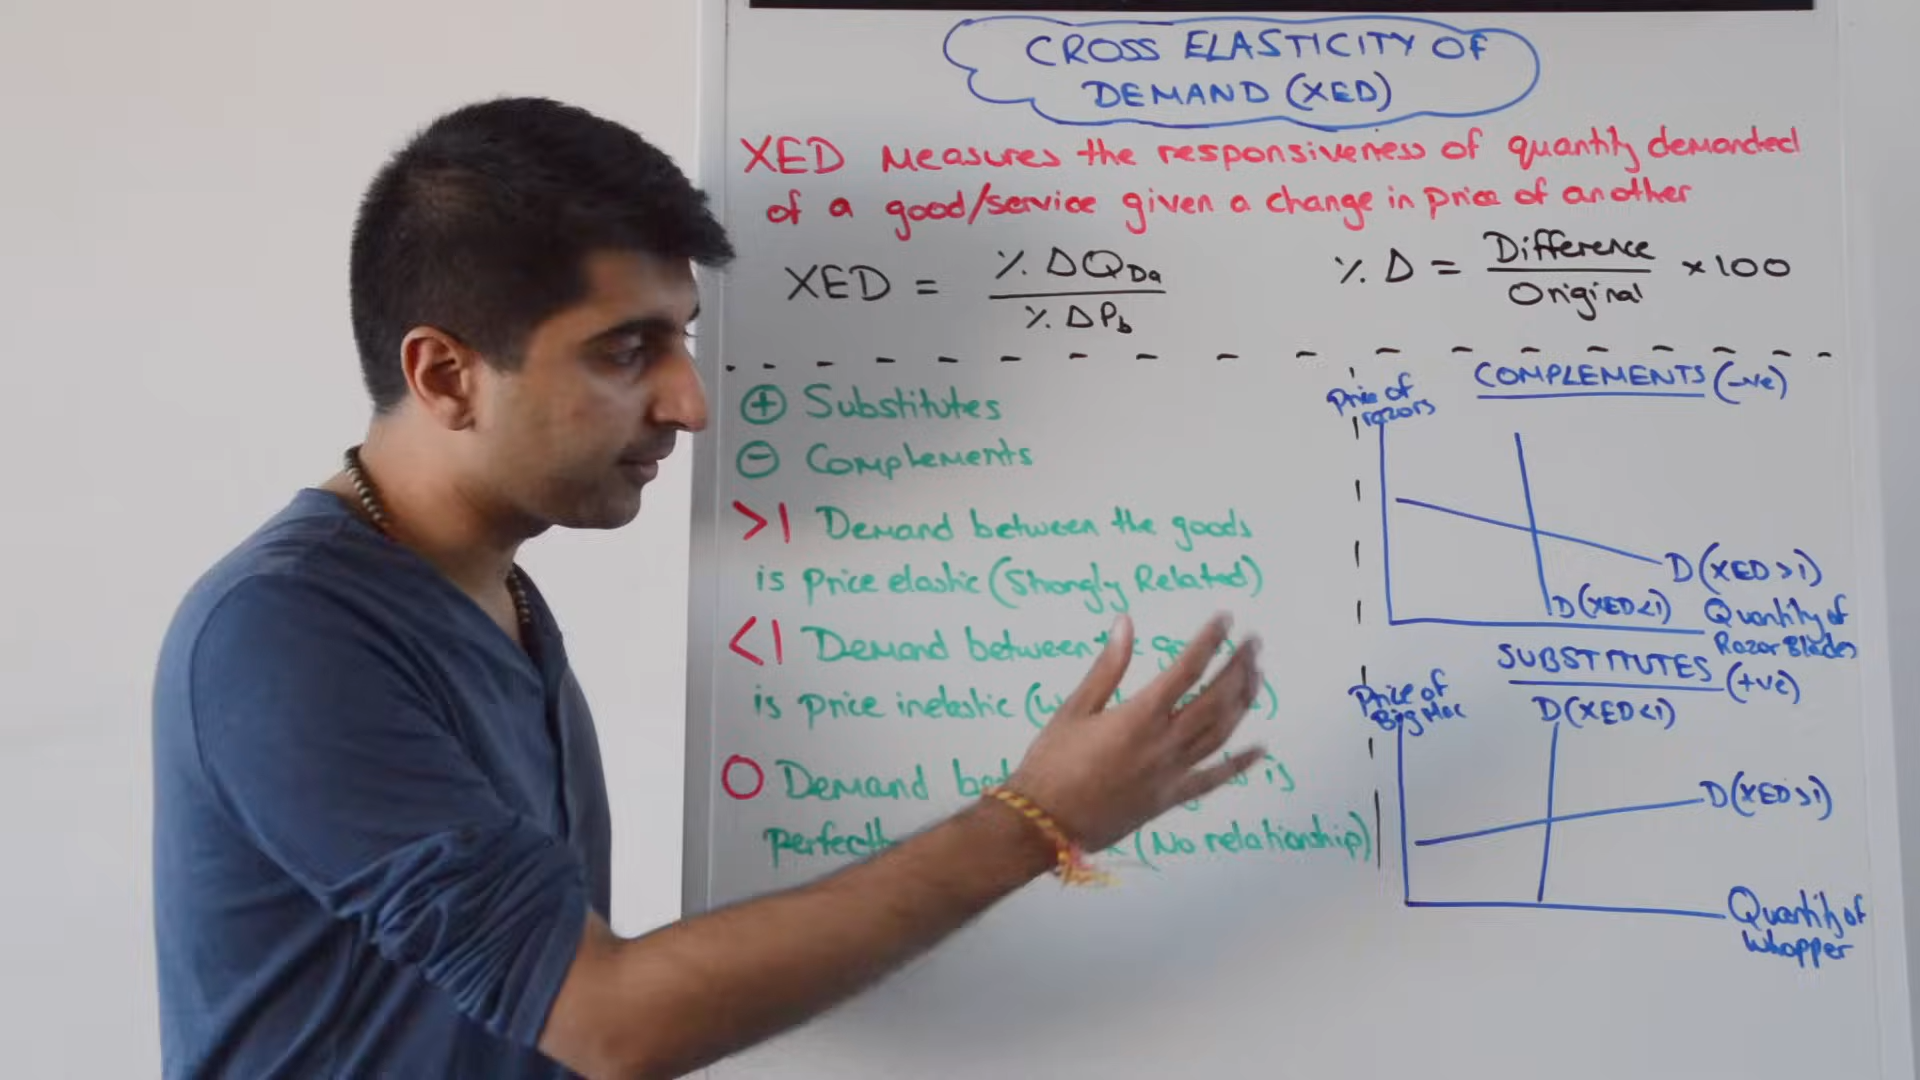 CROSS ELASTICITY OF
DEMAND (XED)
XED Measures the responsiveness of quantity demanded
of a good/service given a change in price of another
XED = % ΔQDa / % ΔPb
% Δ = Difference / Original × 100
+ Substitutes
- Complements
>1 Demand between the goods
is price elastic (Strongly Related)
<1 Demand between the
is price inelastic
O Demand is
(No relationship)
COMPLEMENTS (-ve)
Price of
razors
D(XED>1)
D(XED<1)
Quantity of
Razor Blades
SUBSTITUTES (+ve)
Price of
Big Mac
D(XED<1)
D(XED>1)
Quantity of
Whopper